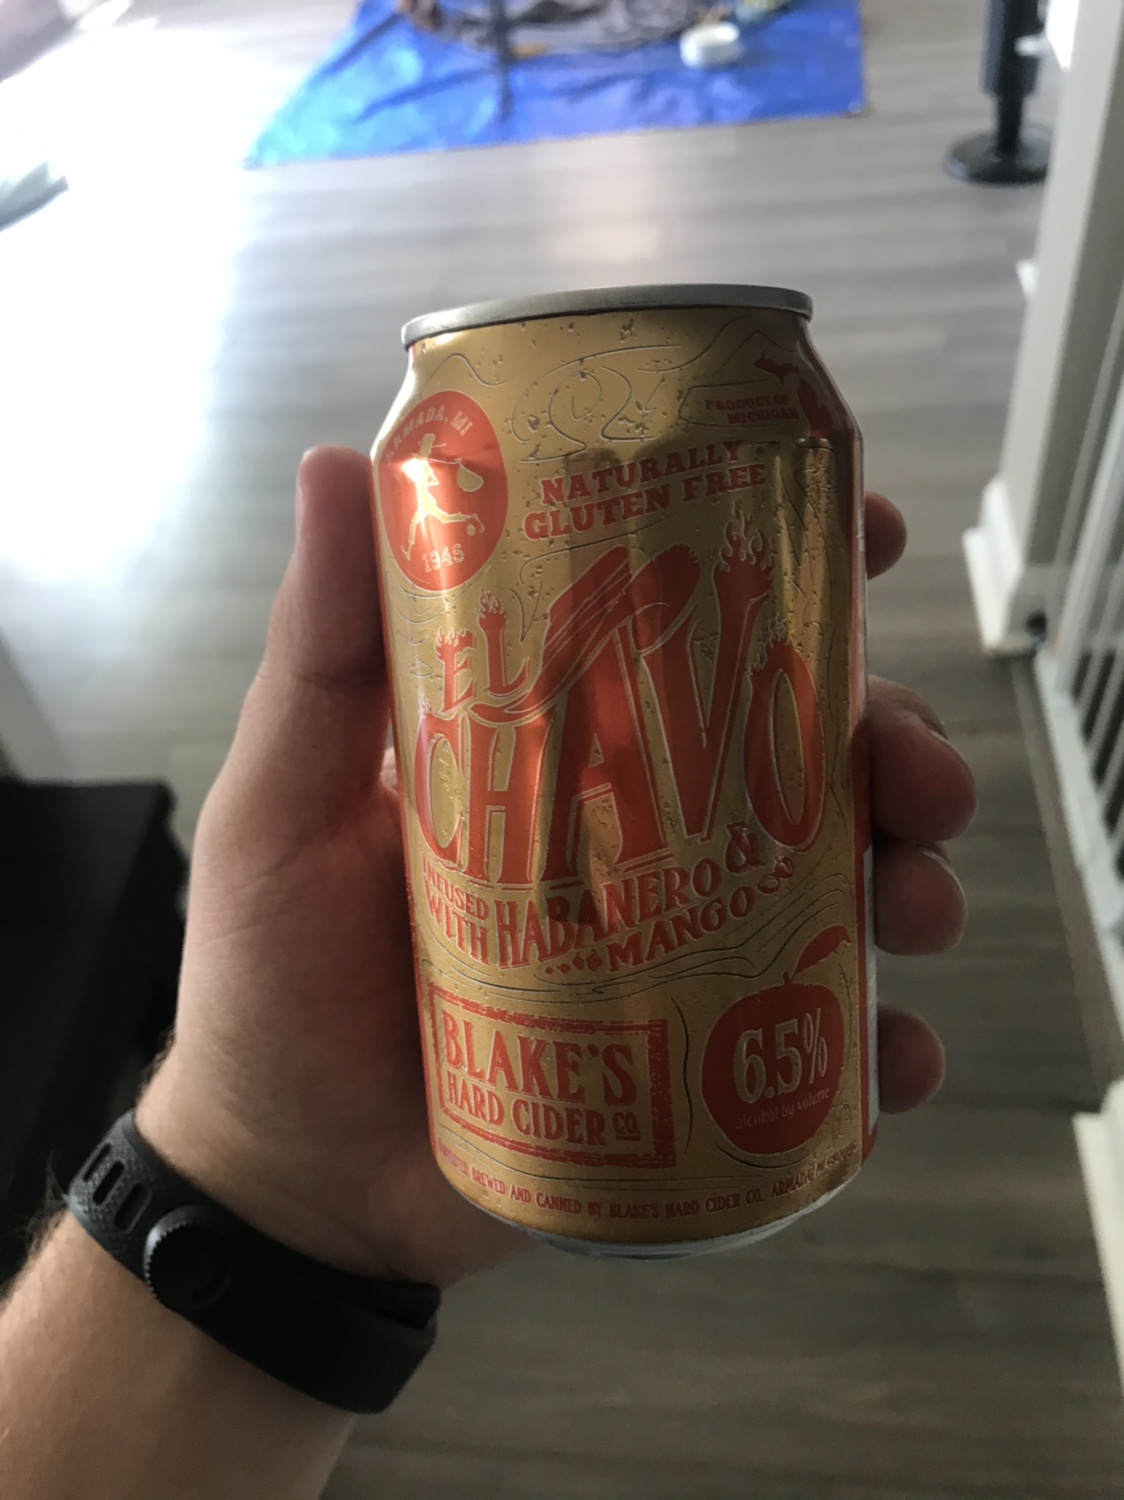 ARMADA, MI
1946
PRODUCT OF
MICHIGAN
NATURALLY
GLUTEN FREE
EL
CHAVO
INFUSED
WITH HABANERO &
MANGO
BLAKE'S
HARD CIDER CO
6.5%
alcohol by volume
BREWED AND CANNED BY BLAKE'S HARD CIDER CO. ARMADA,